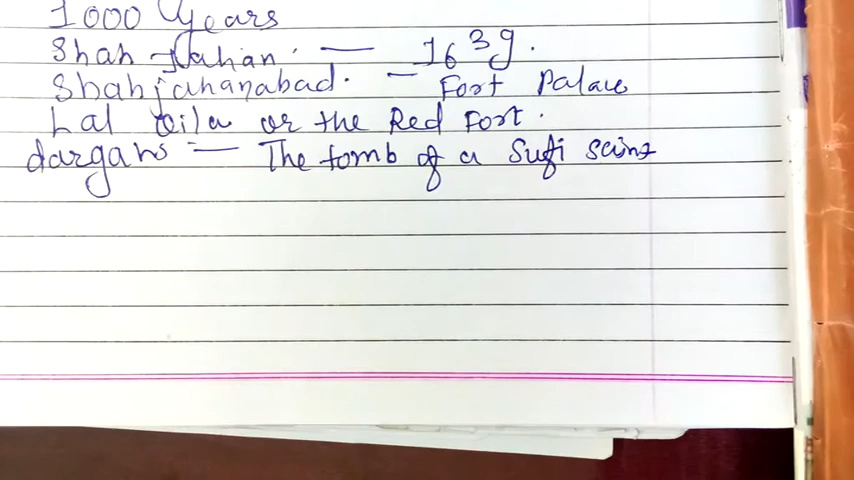 1000 Years
Shah Jahan. — 1639.
Shahjahanabad. — Fort Palace
Lal Qila or the Red Fort.
dargahs — The tomb of a Sufi saint